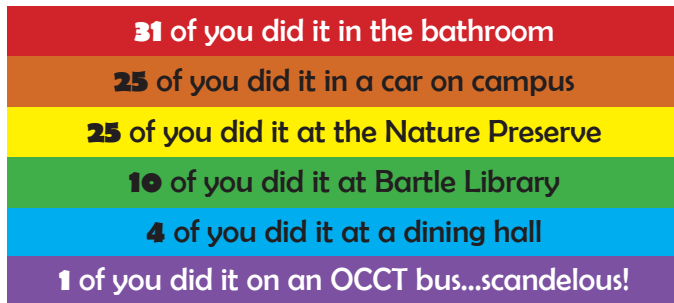 31 of you did it in the bathroom
25 of you did it in a car on campus
25 of you did it at the Nature Preserve
10 of you did it at Bartle Library
4 of you did it at a dining hall
1 of you did it on an OCCT bus...scandelous!